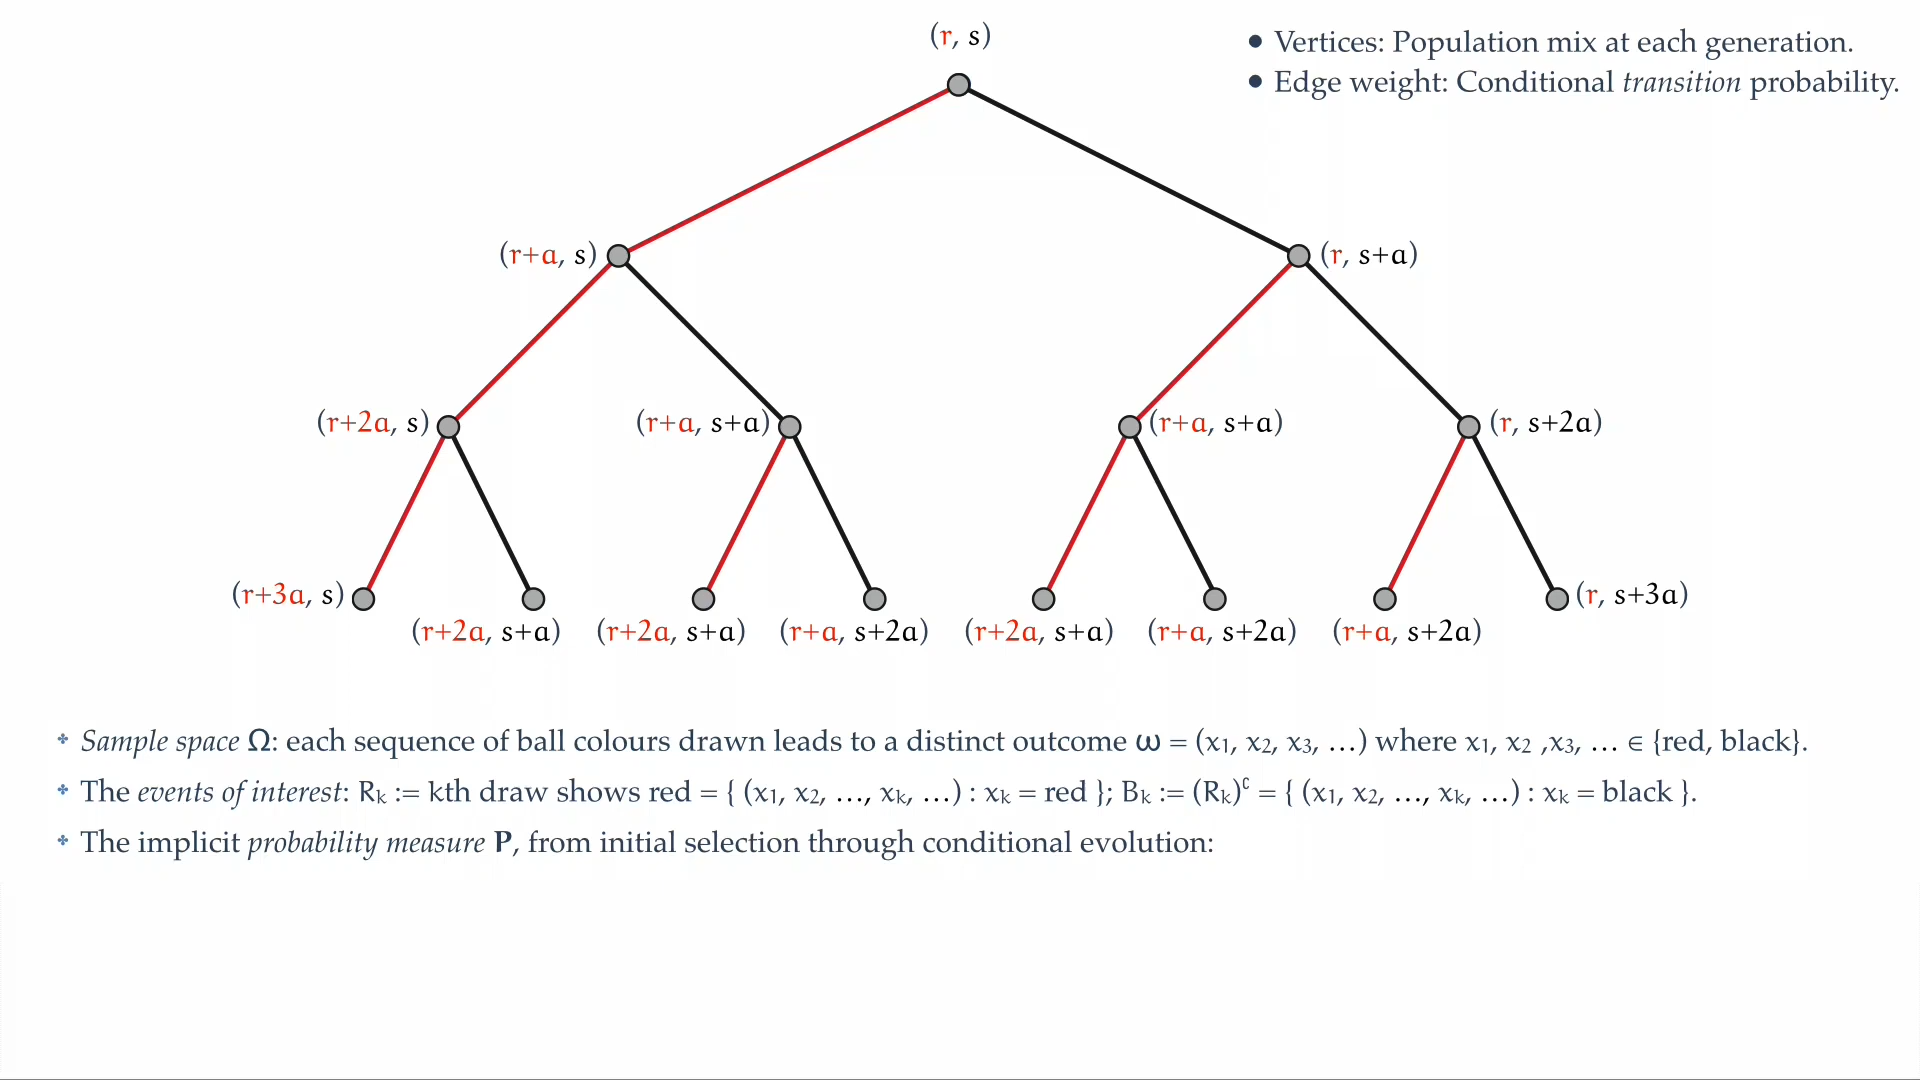 (r, s)
• Vertices: Population mix at each generation.
• Edge weight: Conditional transition probability.
(r+a, s)
(r, s+a)
(r+2a, s)
(r+a, s+a)
(r+a, s+a)
(r, s+2a)
(r+3a, s)
(r, s+3a)
(r+2a, s+a)
(r+2a, s+a)
(r+a, s+2a)
(r+2a, s+a)
(r+a, s+2a)
(r+a, s+2a)
Sample space Ω: each sequence of ball colours drawn leads to a distinct outcome ω = (x₁, x₂, x₃, …) where x₁, x₂ ,x₃, … ∈ {red, black}.
The events of interest: Rₖ := kth draw shows red = { (x₁, x₂, …, xₖ, …) : xₖ = red }; Bₖ := (Rₖ)ᶜ = { (x₁, x₂, …, xₖ, …) : xₖ = black }.
The implicit probability measure P, from initial selection through conditional evolution: